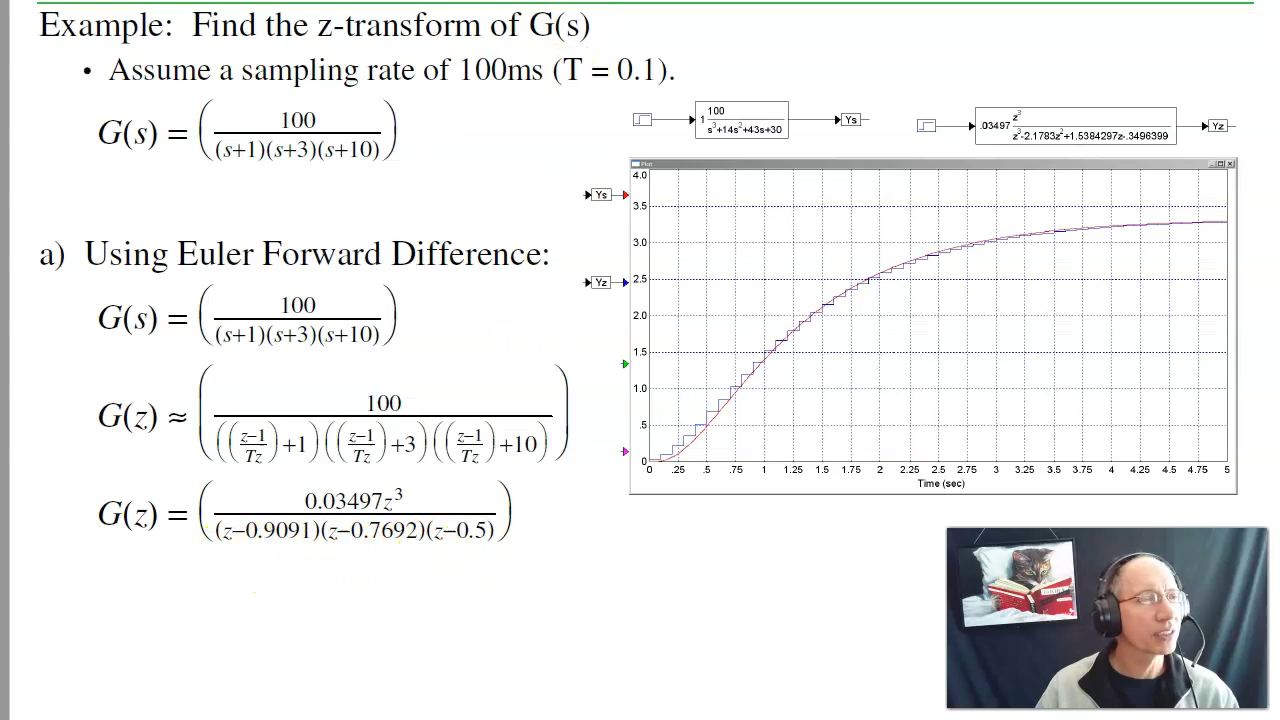 Example: Find the z-transform of G(s)
• Assume a sampling rate of 100ms (T = 0.1).
G(s) = (100 / (s+1)(s+3)(s+10))
a) Using Euler Forward Difference:
G(s) = (100 / (s+1)(s+3)(s+10))
G(z) ≈ (100 / (((z−1 / Tz)+1)((z−1 / Tz)+3)((z−1 / Tz)+10))
G(z) = (0.03497z³ / (z−0.9091)(z−0.7692)(z−0.5))
1 100 / s³+14s²+43s+30 Ys
.03497 z³ / z³-2.1783z²+1.5384297z-.3496399 Yz
Plot
Ys
Yz
4.0
3.5
3.0
2.5
2.0
1.5
1.0
.5
0
0 .25 .5 .75 1 1.25 1.5 1.75 2 2.25 2.5 2.75 3 3.25 3.5 3.75 4 4.25 4.5 4.75 5
Time (sec)